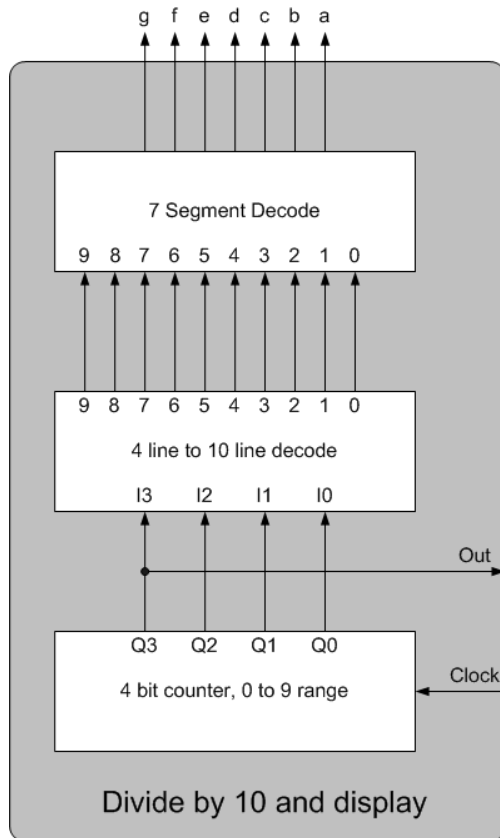 g f e d c b a
7 Segment Decode
9 8 7 6 5 4 3 2 1 0
9 8 7 6 5 4 3 2 1 0
4 line to 10 line decode
I3 I2 I1 I0
Out
Q3 Q2 Q1 Q0
Clock
4 bit counter, 0 to 9 range
Divide by 10 and display